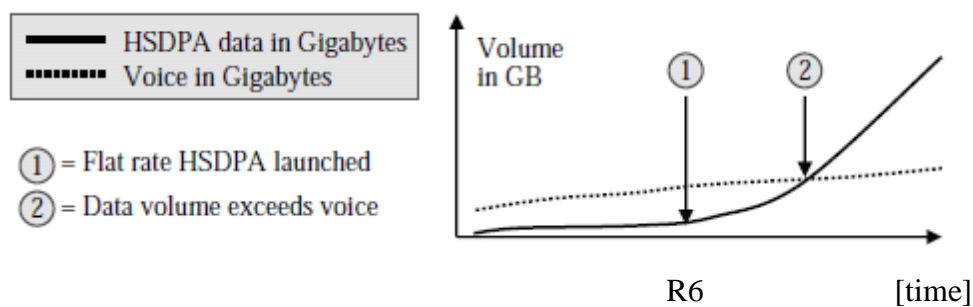 HSDPA data in Gigabytes
Voice in Gigabytes
1 = Flat rate HSDPA launched
2 = Data volume exceeds voice
Volume
in GB
1
2
R6
[time]